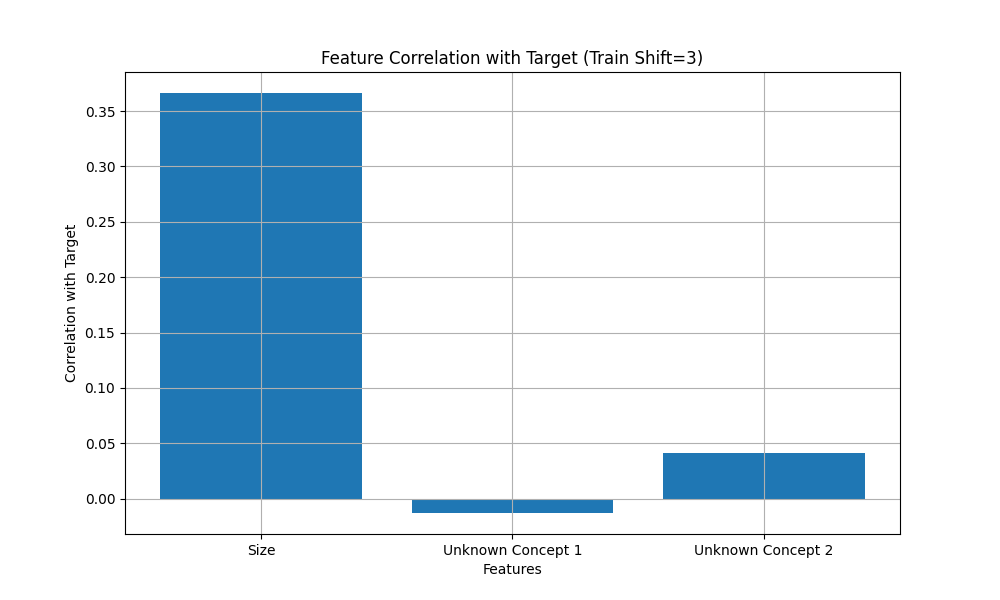 Feature Correlation with Target (Train Shift=3)
Correlation with Target
0.35
0.30
0.25
0.20
0.15
0.10
0.05
0.00
Size
Unknown Concept 1
Unknown Concept 2
Features